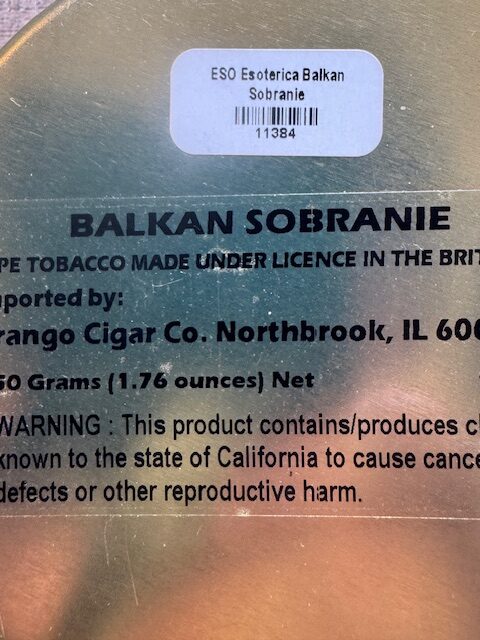 ESO Esoterica Balkan
Sobranie
11384
BALKAN SOBRANIE
PE TOBACCO MADE UNDER LICENCE IN THE BRIT
ported by:
rango Cigar Co. Northbrook, IL 600
50 Grams (1.76 ounces) Net
WARNING : This product contains/produces c
known to the state of California to cause cance
defects or other reproductive harm.